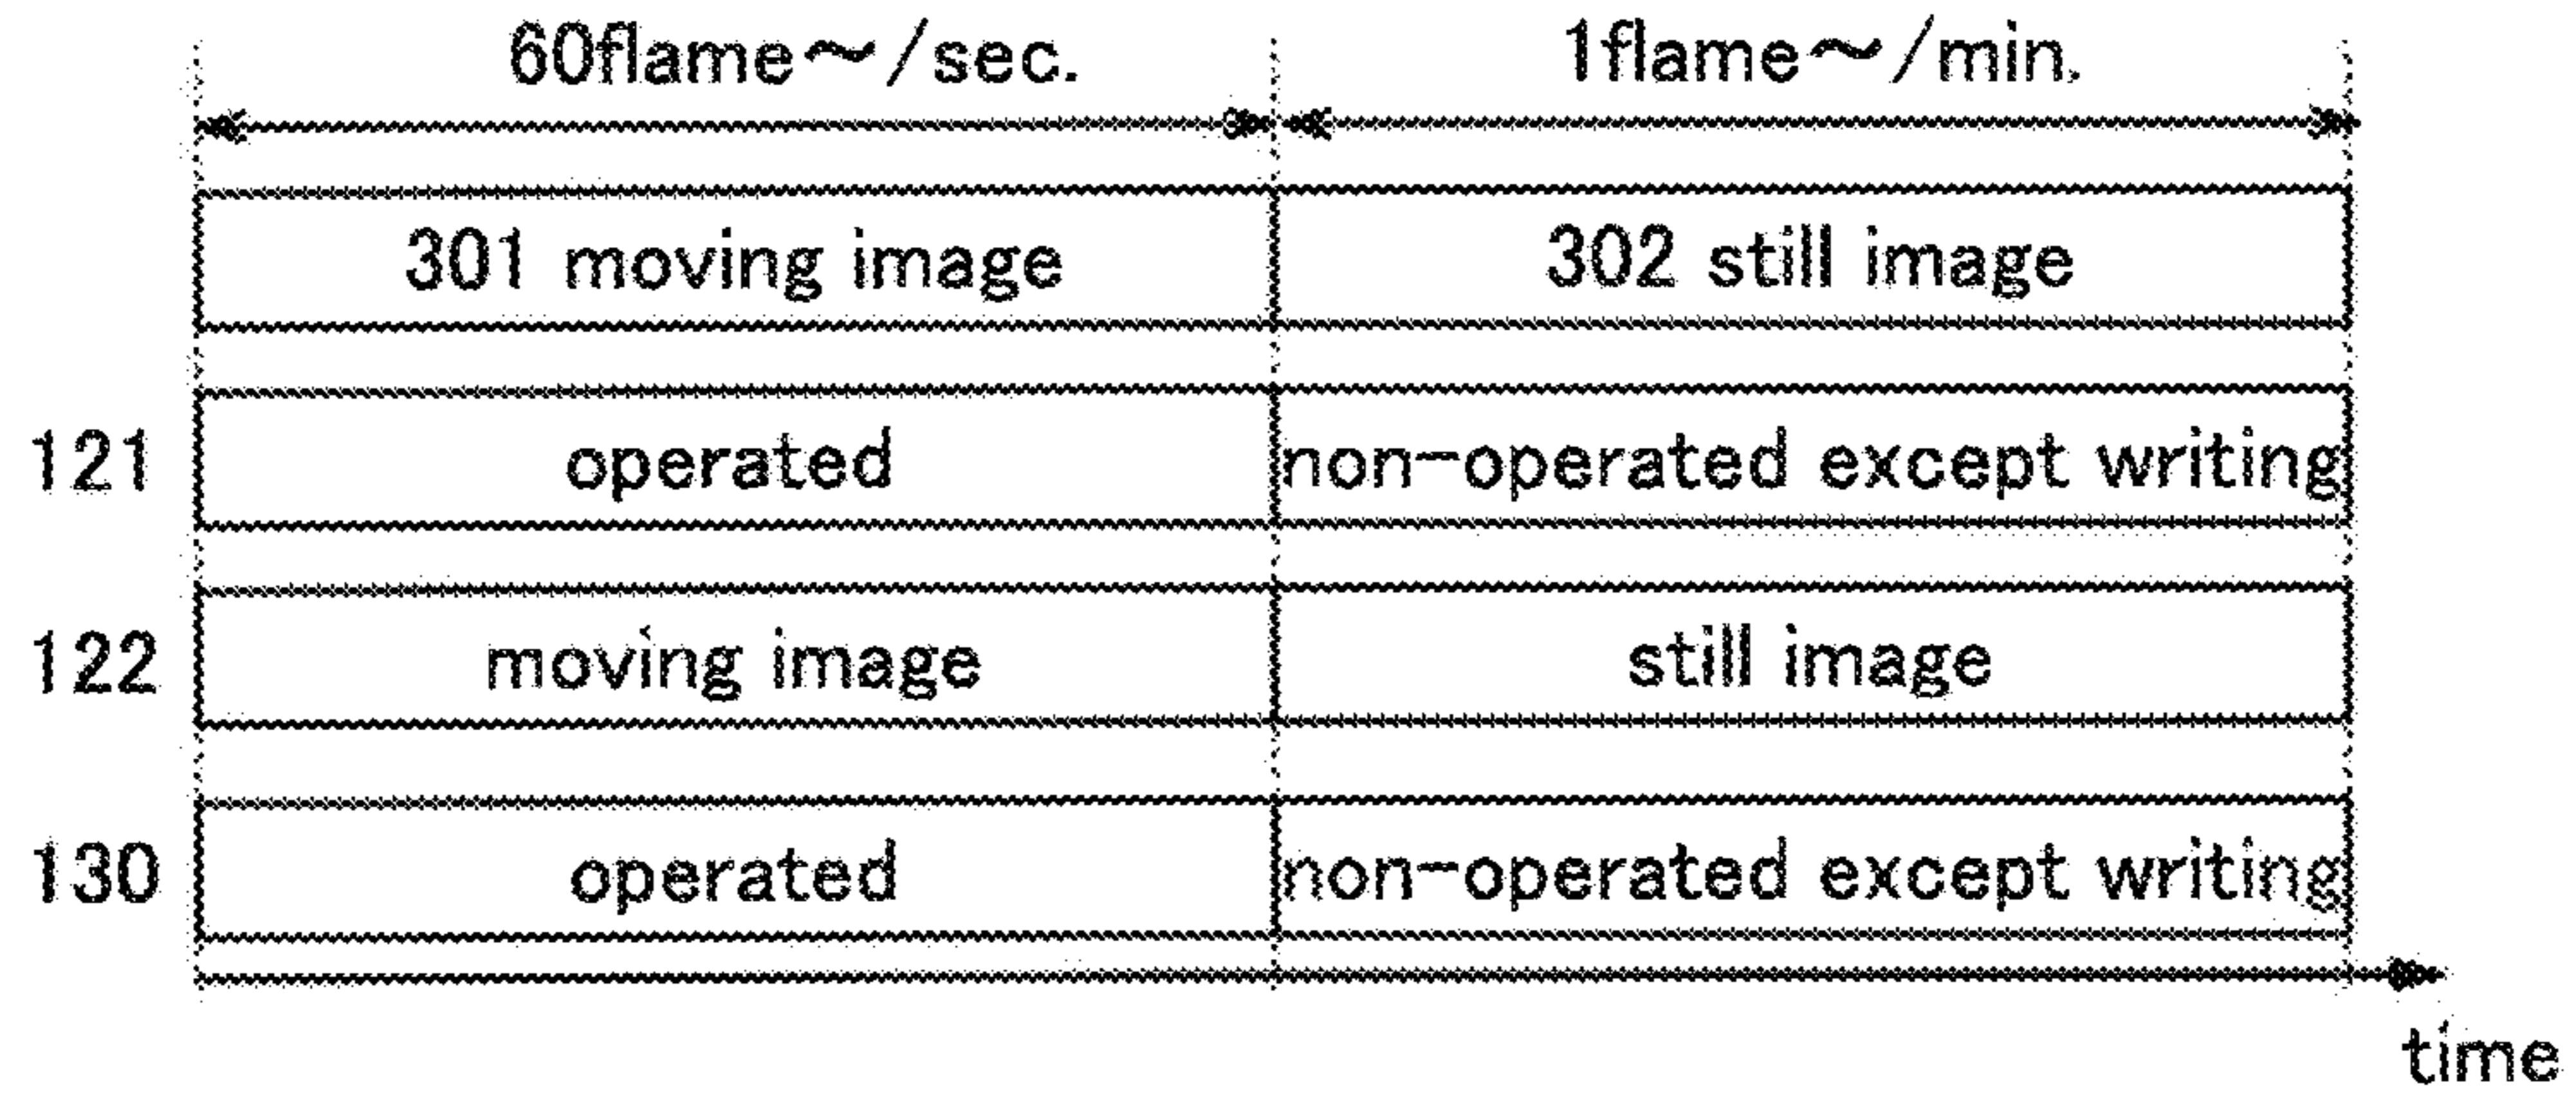 60flame～/sec. 1flame～/min.
301 moving image 302 still image
121 operated non-operated except writing
122 moving image still image
130 operated non-operated except writing
time